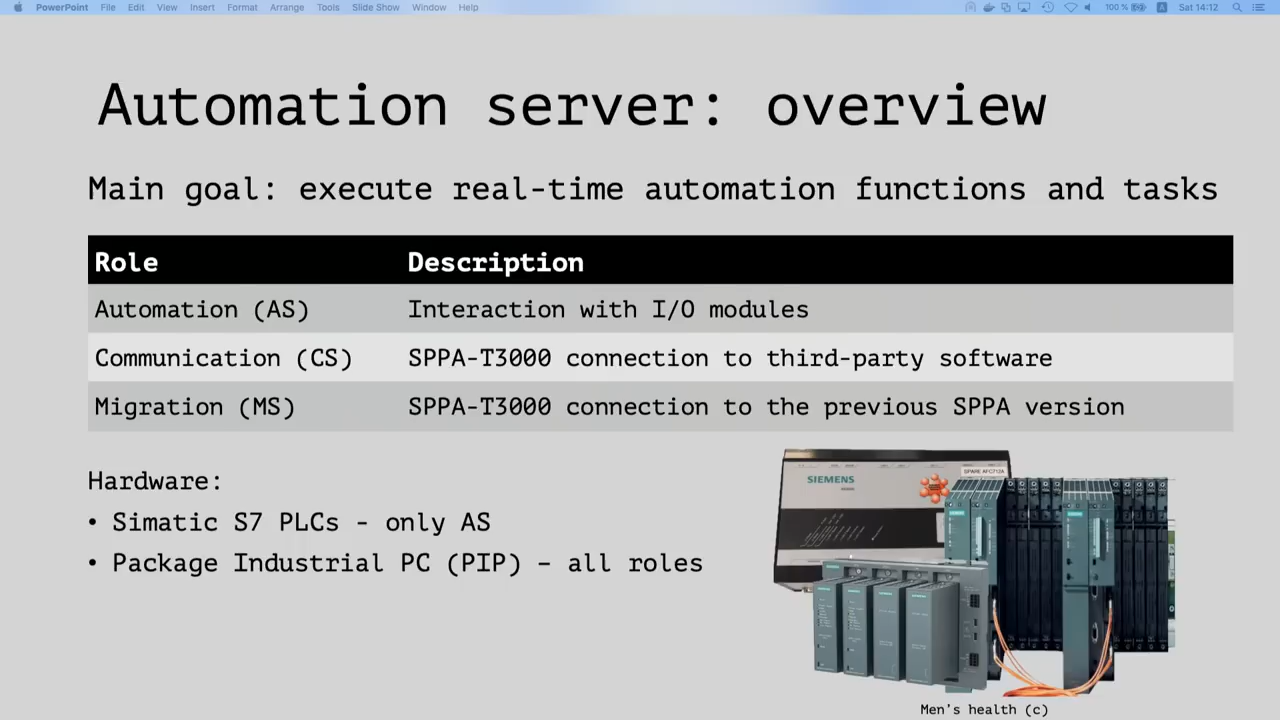 PowerPoint File Edit View Insert Format Arrange Tools Slide Show Window Help 100 % A Sat 14:12
Automation server: overview
Main goal: execute real-time automation functions and tasks
Role Description
Automation (AS) Interaction with I/O modules
Communication (CS) SPPA-T3000 connection to third-party software
Migration (MS) SPPA-T3000 connection to the previous SPPA version
Hardware:
• Simatic S7 PLCs - only AS
• Package Industrial PC (PIP) – all roles
SPARE AFC712A
SIEMENS
Men's health (c)